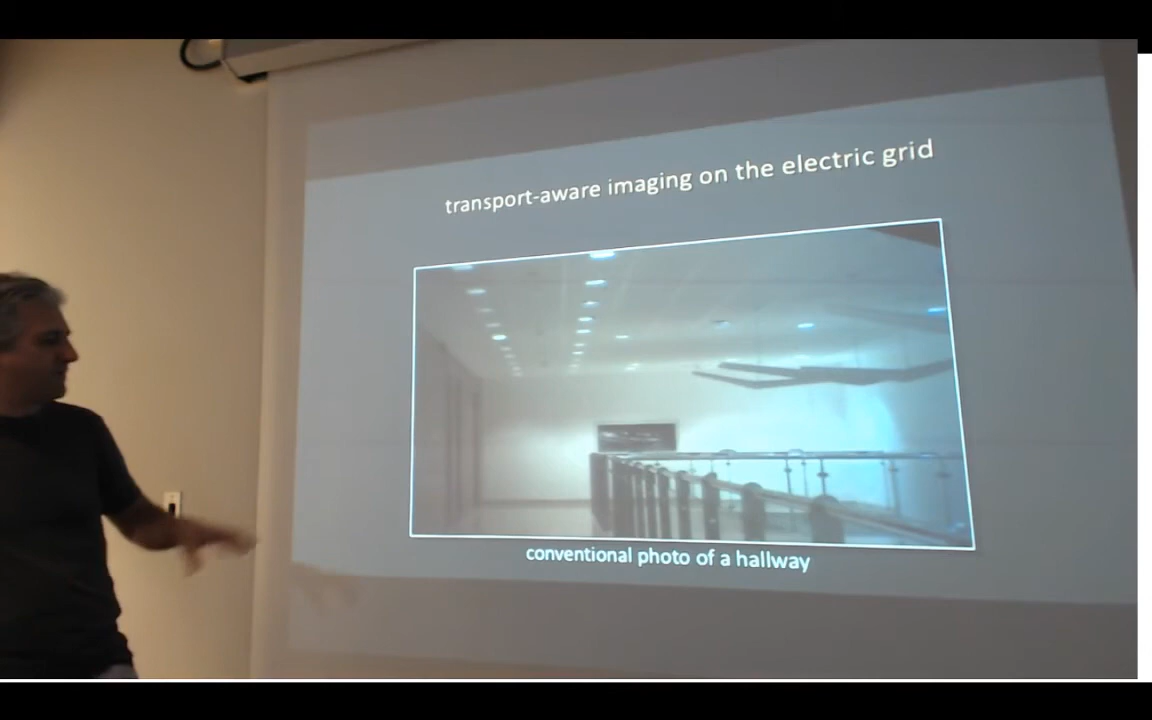 transport-aware imaging on the electric grid
conventional photo of a hallway